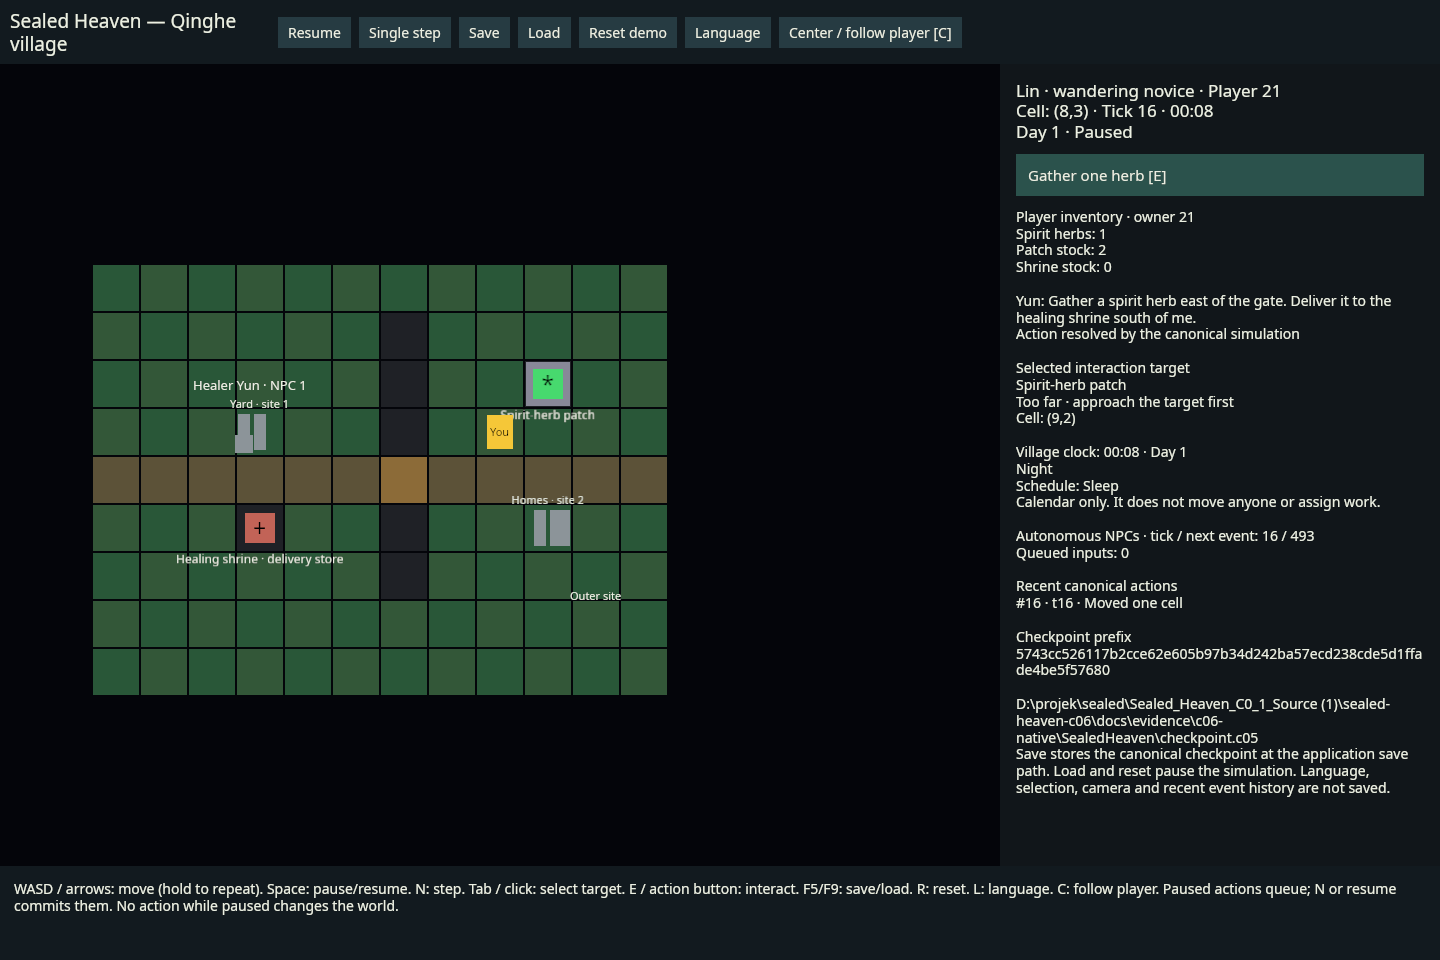 Sealed Heaven — Qinghe
village
Resume
Single step
Save
Load
Reset demo
Language
Center / follow player [C]
Lin · wandering novice · Player 21
Cell: (8,3) · Tick 16 · 00:08
Day 1 · Paused
Gather one herb [E]
Player inventory · owner 21
Spirit herbs: 1
Patch stock: 2
Shrine stock: 0
Yun: Gather a spirit herb east of the gate. Deliver it to the
healing shrine south of me.
Action resolved by the canonical simulation
Selected interaction target
Spirit-herb patch
Too far · approach the target first
Cell: (9,2)
Village clock: 00:08 · Day 1
Night
Schedule: Sleep
Calendar only. It does not move anyone or assign work.
Autonomous NPCs · tick / next event: 16 / 493
Queued inputs: 0
Recent canonical actions
#16 · t16 · Moved one cell
Checkpoint prefix
5743cc526117b2cce62e605b97b34d242ba57ecd238cde5d1ffa
de4be5f57680
D:\projek\sealed\Sealed_Heaven_C0_1_Source (1)\sealed-
heaven-c06\docs\evidence\c06-
native\SealedHeaven\checkpoint.c05
Save stores the canonical checkpoint at the application save
path. Load and reset pause the simulation. Language,
selection, camera and recent event history are not saved.
*
Healer Yun · NPC 1
Yard · site 1
Spirit-herb patch
You
Homes · site 2
+
Healing shrine · delivery store
Outer site
WASD / arrows: move (hold to repeat). Space: pause/resume. N: step. Tab / click: select target. E / action button: interact. F5/F9: save/load. R: reset. L: language. C: follow player. Paused actions queue; N or resume
commits them. No action while paused changes the world.